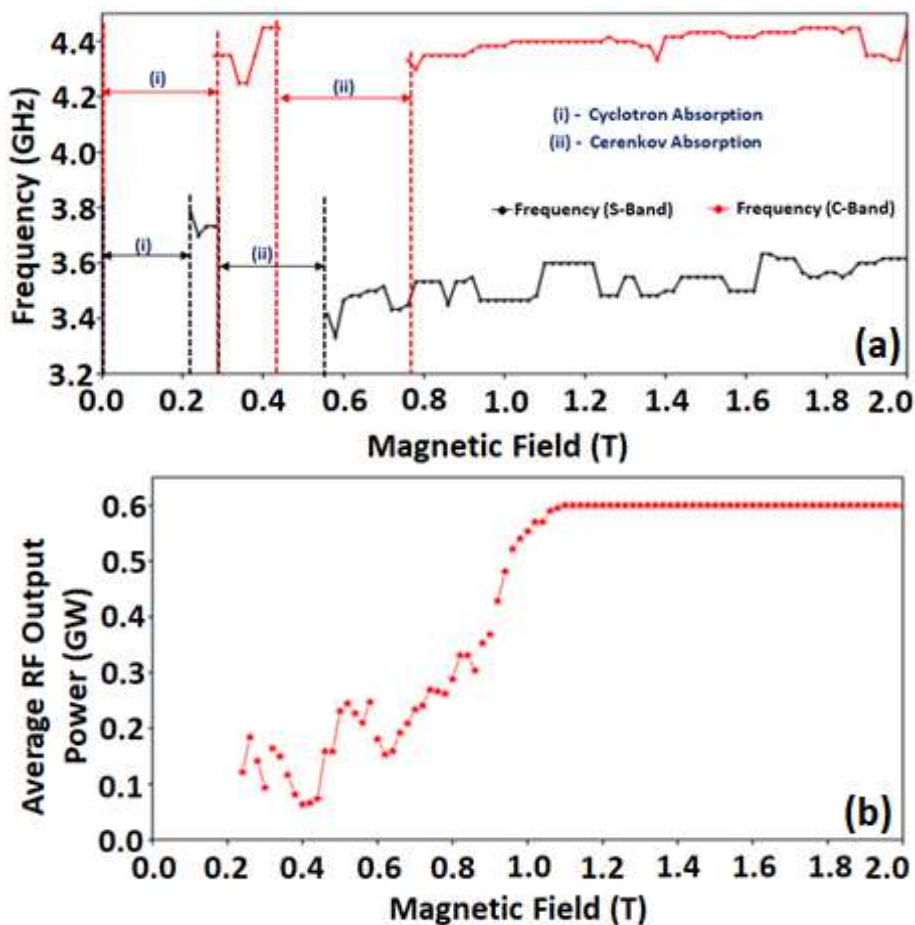 4.4
4.2
4.0
3.8
3.6
3.4
3.2
Frequency (GHz)
(i)
(ii)
(i) - Cyclotron Absorption
(ii) - Cerenkov Absorption
Frequency (S-Band)
Frequency (C-Band)
(i)
(ii)
(a)
0.0 0.2 0.4 0.6 0.8 1.0 1.2 1.4 1.6 1.8 2.0
Magnetic Field (T)
0.6
0.5
0.4
0.3
0.2
0.1
0.0
Average RF Output
Power (GW)
(b)
0.0 0.2 0.4 0.6 0.8 1.0 1.2 1.4 1.6 1.8 2.0
Magnetic Field (T)